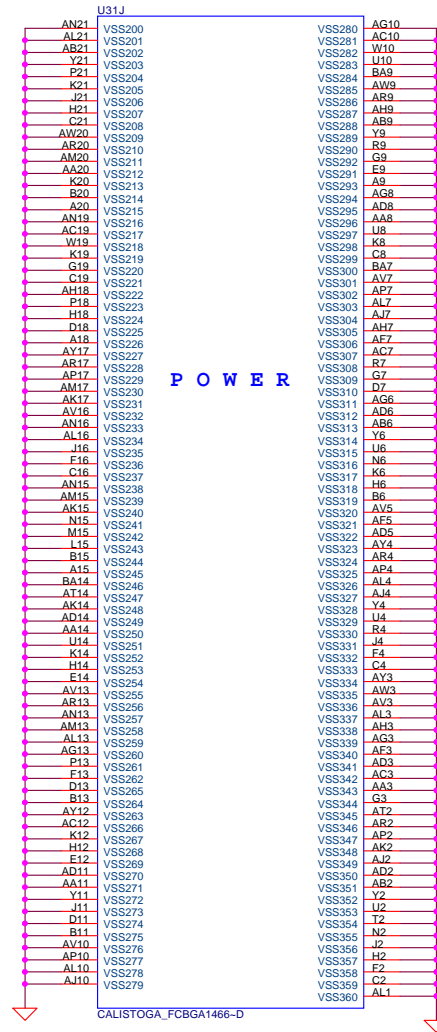 U31J
AN21 VSS200
AL21 VSS201
AB21 VSS202
Y21 VSS203
P21 VSS204
K21 VSS205
J21 VSS206
H21 VSS207
C21 VSS208
AW20 VSS209
AR20 VSS210
AM20 VSS211
AA20 VSS212
K20 VSS213
B20 VSS214
A20 VSS215
AN19 VSS216
AC19 VSS217
W19 VSS218
K19 VSS219
G19 VSS220
C19 VSS221
AH18 VSS222
P18 VSS223
H18 VSS224
D18 VSS225
A18 VSS226
AY17 VSS227
AR17 VSS228
AP17 VSS229
AM17 VSS230
AK17 VSS231
AV16 VSS232
AN16 VSS233
AL16 VSS234
J16 VSS235
F16 VSS236
C16 VSS237
AN15 VSS238
AM15 VSS239
AK15 VSS240
N15 VSS241
M15 VSS242
L15 VSS243
B15 VSS244
A15 VSS245
BA14 VSS246
AT14 VSS247
AK14 VSS248
AD14 VSS249
AA14 VSS250
U14 VSS251
K14 VSS252
H14 VSS253
E14 VSS254
AV13 VSS255
AR13 VSS256
AN13 VSS257
AM13 VSS258
AL13 VSS259
AG13 VSS260
P13 VSS261
F13 VSS262
D13 VSS265
B13 VSS264
AY12 VSS263
AC12 VSS266
K12 VSS267
H12 VSS268
E12 VSS269
AD11 VSS270
AA11 VSS271
Y11 VSS272
J11 VSS273
D11 VSS274
B11 VSS275
AV10 VSS276
AP10 VSS277
AL10 VSS278
AJ10 VSS279
P O W E R
VSS280 AG10
VSS281 AC10
VSS282 W10
VSS283 U10
VSS284 BA9
VSS285 AW9
VSS286 AR9
VSS287 AH9
VSS288 AB9
VSS289 Y9
VSS290 R9
VSS292 G9
VSS291 E9
VSS293 A9
VSS294 AG8
VSS295 AD8
VSS296 AA8
VSS297 U8
VSS298 K8
VSS299 C8
VSS300 BA7
VSS301 AV7
VSS302 AP7
VSS303 AL7
VSS304 AJ7
VSS305 AH7
VSS306 AF7
VSS307 AC7
VSS308 R7
VSS309 G7
VSS310 D7
VSS311 AG6
VSS312 AD6
VSS313 AB6
VSS314 Y6
VSS315 U6
VSS316 N6
VSS317 K6
VSS318 H6
VSS319 B6
VSS320 AV5
VSS321 AF5
VSS322 AD5
VSS323 AY4
VSS324 AR4
VSS325 AP4
VSS326 AL4
VSS327 AJ4
VSS328 Y4
VSS329 U4
VSS330 R4
VSS331 J4
VSS332 F4
VSS333 C4
VSS334 AY3
VSS335 AW3
VSS336 AV3
VSS337 AL3
VSS338 AH3
VSS339 AG3
VSS340 AF3
VSS341 AD3
VSS342 AC3
VSS343 AA3
VSS344 G3
VSS345 AT2
VSS346 AR2
VSS347 AP2
VSS348 AK2
VSS349 AJ2
VSS350 AD2
VSS351 AB2
VSS352 Y2
VSS353 U2
VSS354 T2
VSS355 N2
VSS356 J2
VSS357 H2
VSS358 F2
VSS359 C2
VSS360 AL1
CALISTOGA_FCBGA1466~D